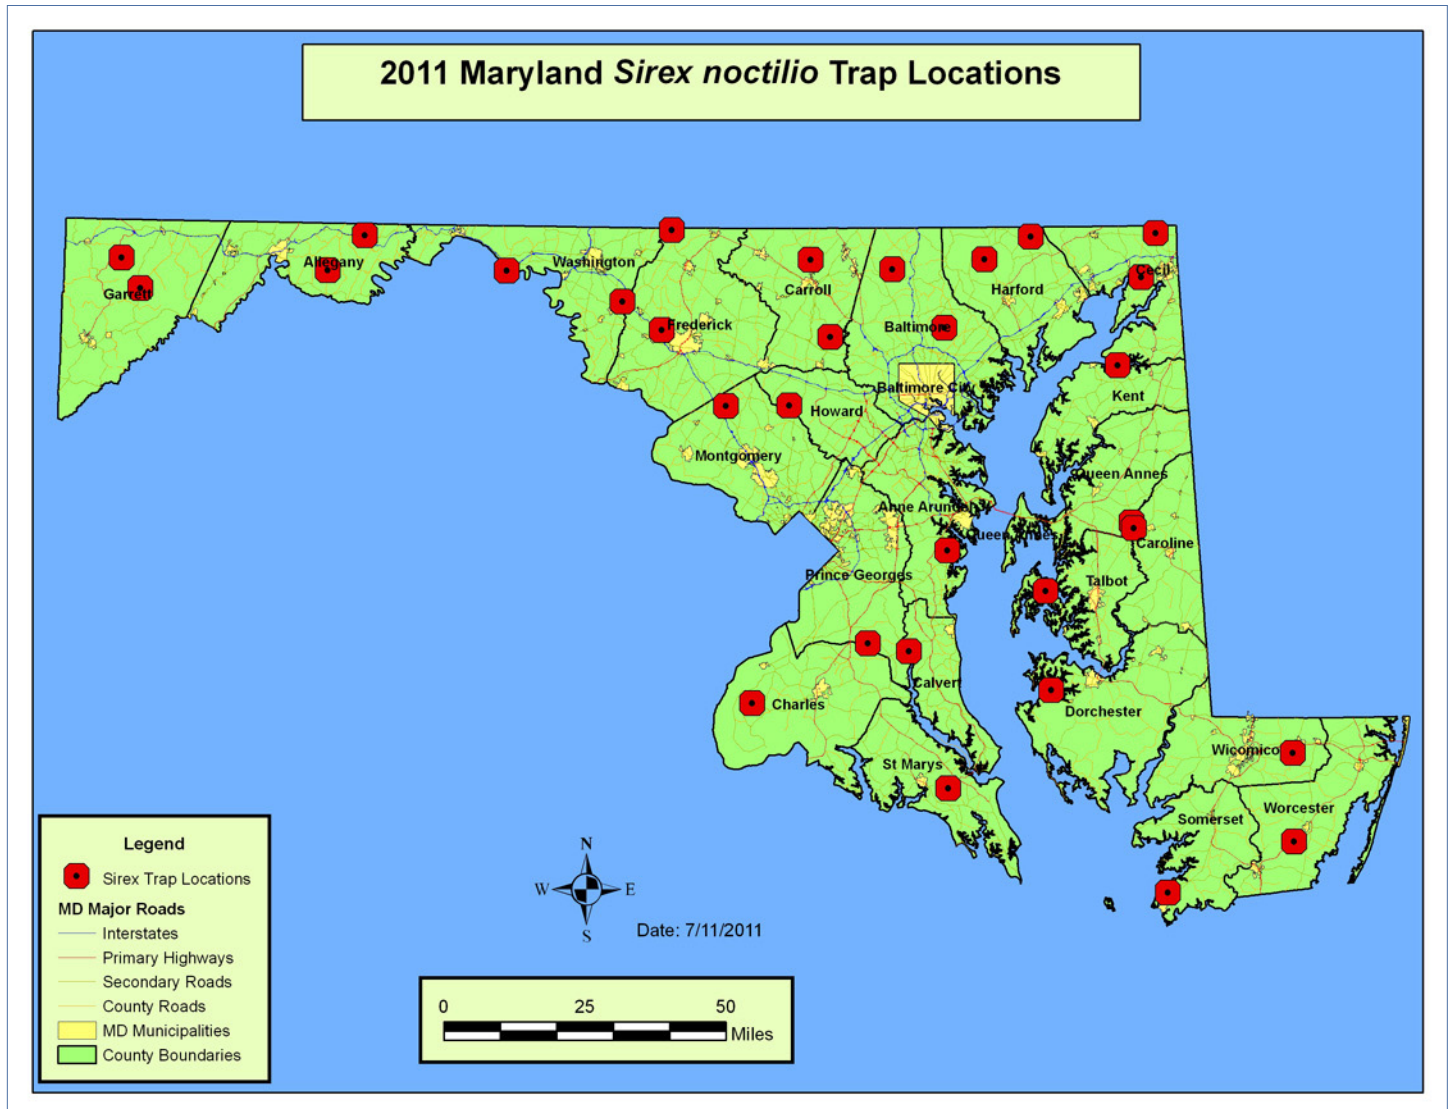 2011 Maryland Sirex noctilio Trap Locations
Garrett
Allegany
Washington
Frederick
Carroll
Baltimore
Harford
Cecil
Baltimore City
Kent
Howard
Montgomery
Queen Annes
Anne Arundel
Queen Annes
Caroline
Prince Georges
Talbot
Calvert
Charles
Dorchester
St Marys
Wicomico
Somerset
Worcester
Legend
Sirex Trap Locations
MD Major Roads
Interstates
Primary Highways
Secondary Roads
County Roads
MD Municipalities
County Boundaries
N
W
E
S
Date: 7/11/2011
0 25 50
Miles